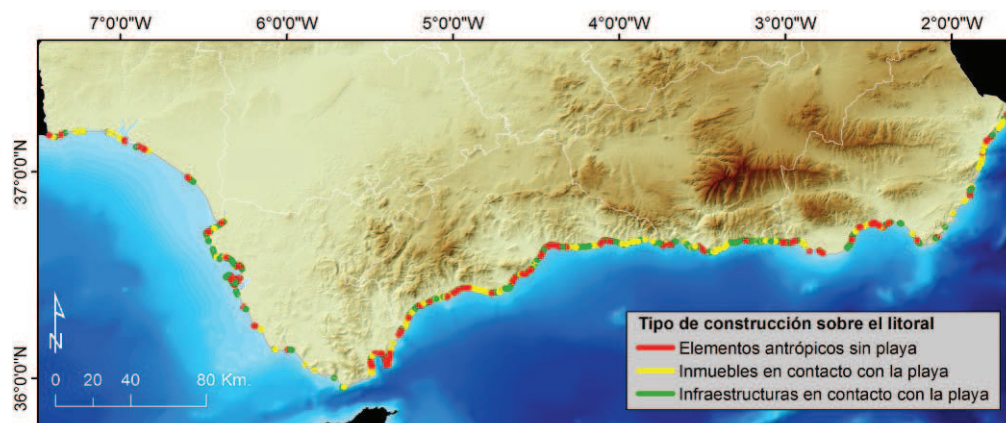 7°0'0"W 6°0'0"W 5°0'0"W 4°0'0"W 3°0'0"W 2°0'0"W
37°0'0"N
36°0'0"N
N
0 20 40 80 Km.
Tipo de construcción sobre el litoral
Elementos antrópicos sin playa
Inmuebles en contacto con la playa
Infraestructuras en contacto con la playa